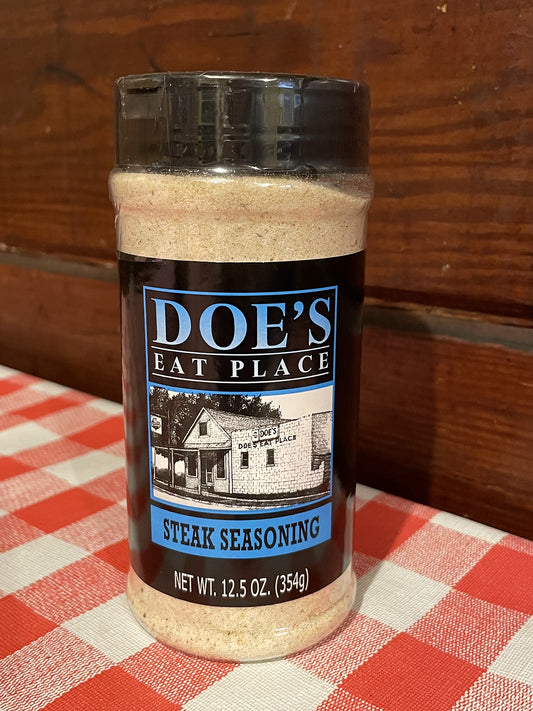 DOE'S
EAT PLACE
DOE'S
DOE'S EAT PLACE
STEAK SEASONING
NET WT. 12.5 OZ. (354g)